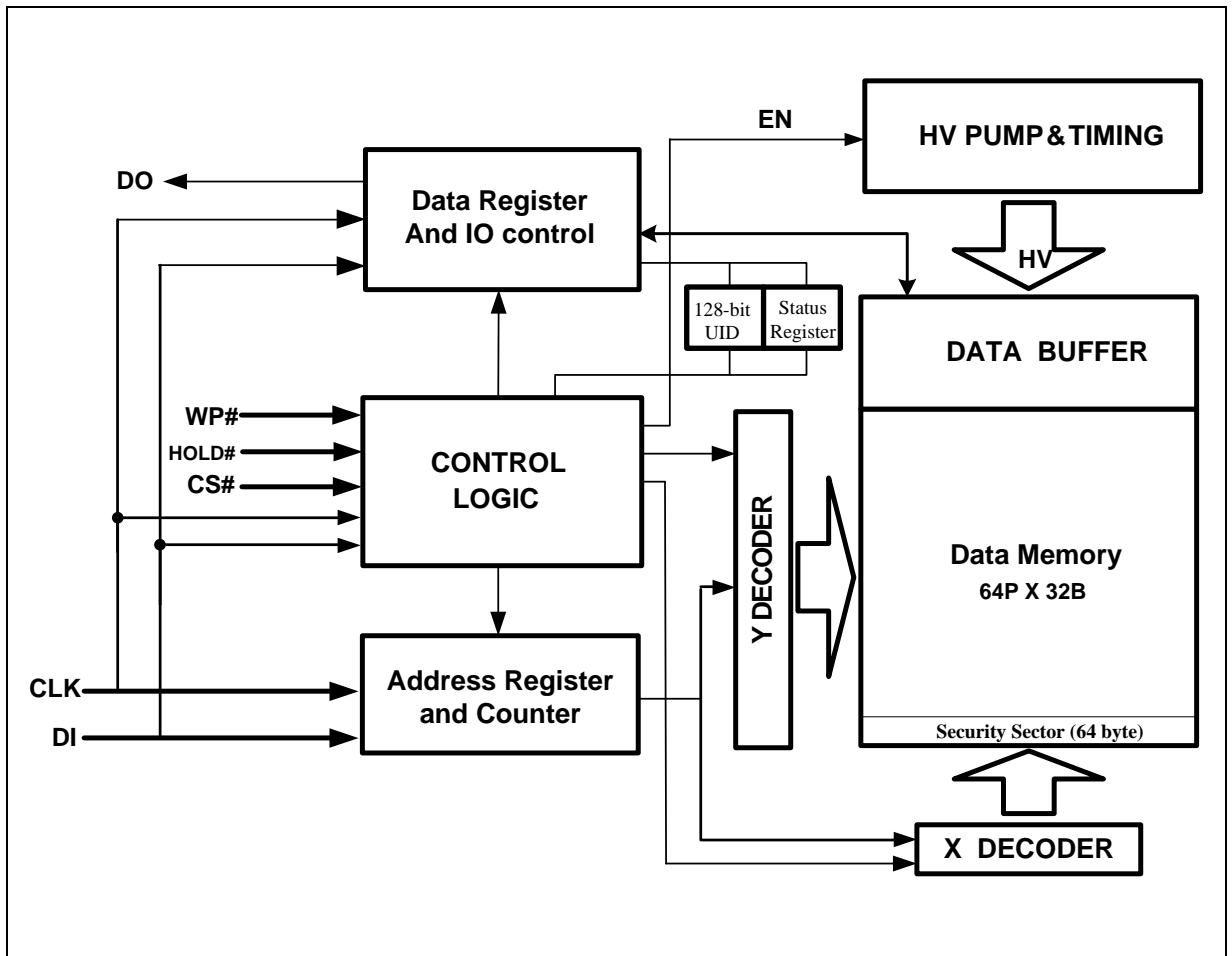 EN
HV PUMP & TIMING
DO
Data Register
And IO control
HV
128-bit
UID
Status
Register
DATA BUFFER
WP#
HOLD#
CS#
CONTROL
LOGIC
Y DECODER
Data Memory
64P X 32B
CLK
DI
Address Register
and Counter
Security Sector (64 byte)
X DECODER